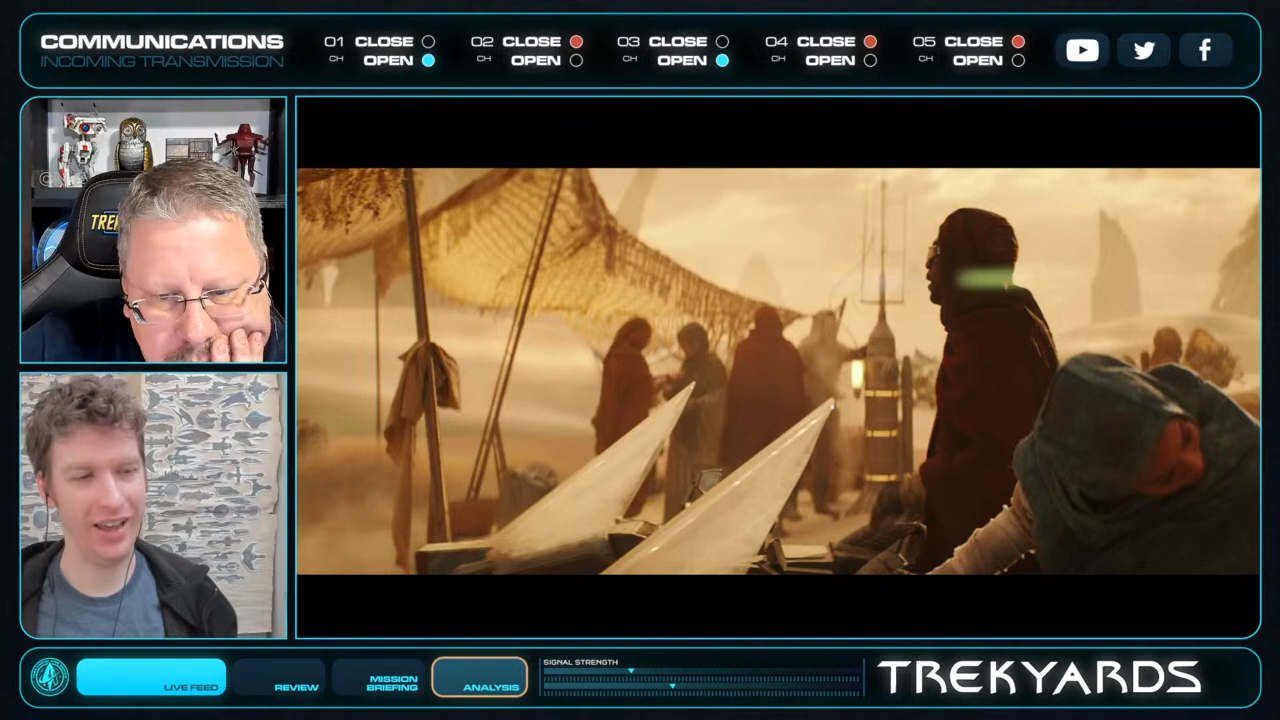 COMMUNICATIONS
INCOMING TRANSMISSION
01 CLOSE
CH OPEN
02 CLOSE
CH OPEN
03 CLOSE
CH OPEN
04 CLOSE
CH OPEN
05 CLOSE
CH OPEN
TREK
LIVE FEED
REVIEW
MISSION
BRIEFING
ANALYSIS
SIGNAL STRENGTH
TREKYARDS